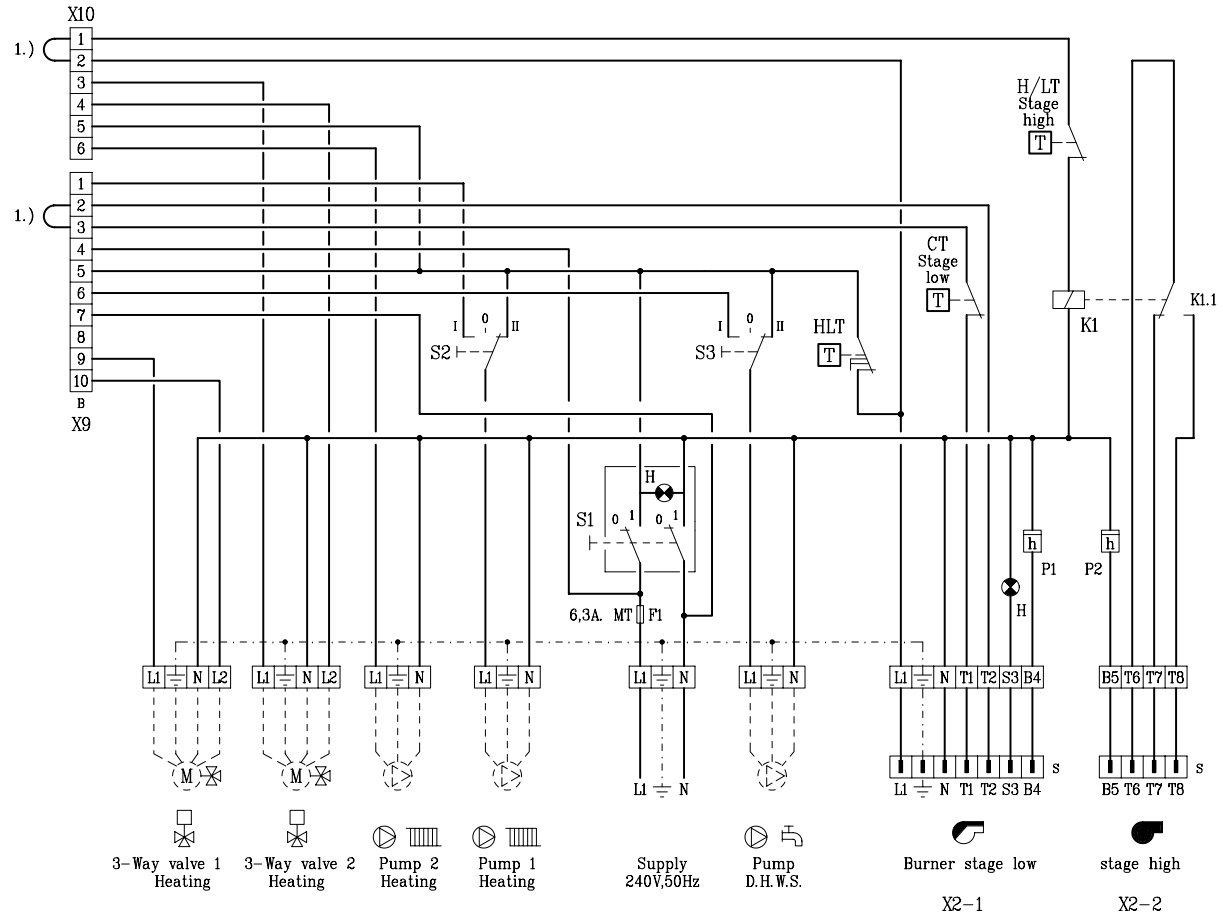 X10
1.)
1
2
3
4
5
6
1.)
1
2
3
4
5
6
7
8
9
10
B
X9
H/LT
Stage
high
T
CT
Stage
low
T
K1
K1.1
I 0 II
S2
I 0 II
S3
HLT
T
H
S1
0 1
0 1
6,3A. MT F1
h
P1
h
P2
H
L1 N L2
L1 N L2
L1 N
L1 N
L1 N
L1 N
L1 N T1 T2 S3 B4
B5 T6 T7 T8
M
M
S
S
L1 N
L1 N T1 T2 S3 B4
B5 T6 T7 T8
3-Way valve 1
Heating
3-Way valve 2
Heating
Pump 2
Heating
Pump 1
Heating
Supply
240V,50Hz
Pump
D.H.W.S.
Burner stage low
stage high
X2-1
X2-2